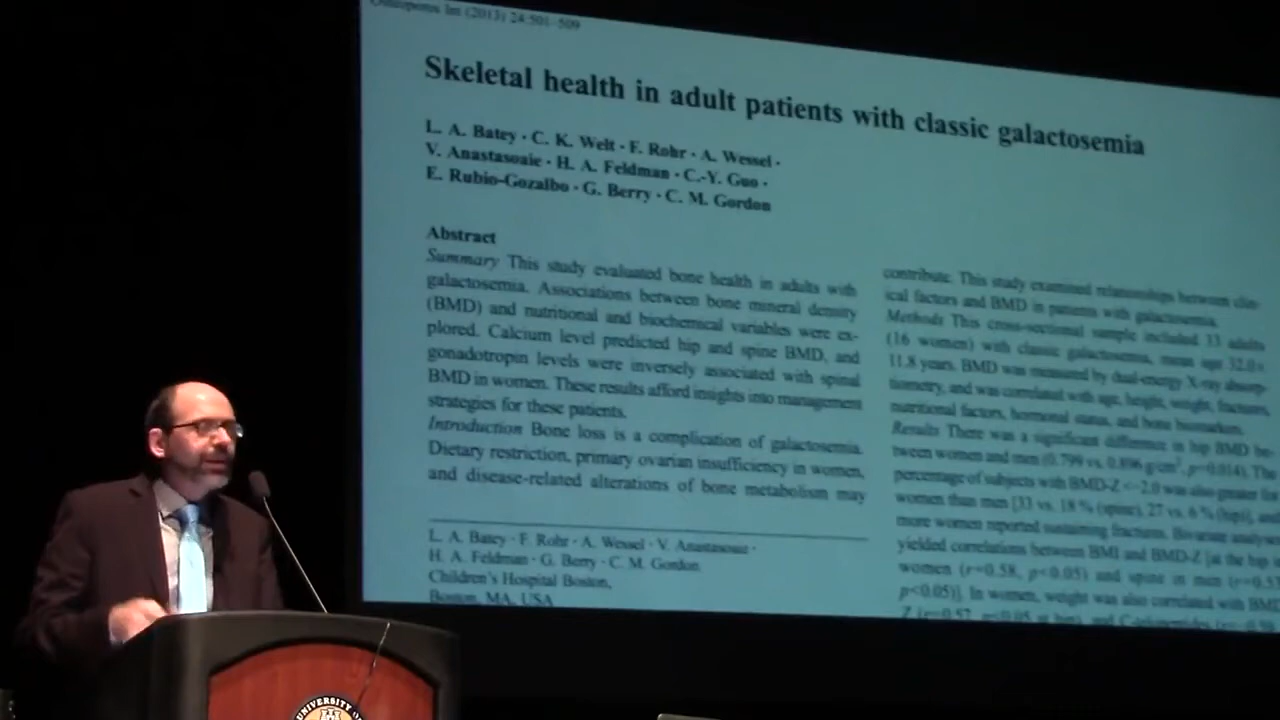 Osteoporos Int (2013) 24:501–509
Skeletal health in adult patients with classic galactosemia
L. A. Batey · C. K. Welt · F. Rohr · A. Wessel ·
V. Anastasoaie · H. A. Feldman · C.-Y. Guo ·
E. Rubio-Gozalbo · G. Berry · C. M. Gordon
Abstract
Summary This study evaluated bone health in adults with
galactosemia. Associations between bone mineral density
(BMD) and nutritional and biochemical variables were ex-
plored. Calcium level predicted hip and spine BMD, and
gonadotropin levels were inversely associated with spinal
BMD in women. These results afford insights into management
strategies for these patients.
Introduction Bone loss is a complication of galactosemia.
Dietary restriction, primary ovarian insufficiency in women,
and disease-related alterations of bone metabolism may
L. A. Batey · F. Rohr · A. Wessel · V. Anastasoaie ·
H. A. Feldman · G. Berry · C. M. Gordon
Children's Hospital Boston,
Boston, MA, USA
contribute. This study examined relationships between clin-
ical factors and BMD in patients with galactosemia.
Methods This cross-sectional sample included 33 adults
(16 women) with classic galactosemia, mean age 32.0±
11.8 years. BMD was measured by dual-energy X-ray absorp-
tiometry, and was correlated with age, height, weight, fractures,
nutritional factors, hormonal status, and bone biomarkers.
Results There was a significant difference in hip BMD be-
tween women and men (0.799 vs. 0.896 g/cm², p=0.014). The
percentage of subjects with BMD-Z <−2.0 was also greater for
women than men [33 vs. 18 % (spine), 27 vs. 6 % (hip)], and
more women reported sustaining fractures. Bivariate analyses
yielded correlations between BMI and BMD-Z [at the hip in
women (r=0.58, p<0.05) and spine in men (r=0.53
p<0.05)]. In women, weight was also correlated with BMD
UNIVERSITY OF